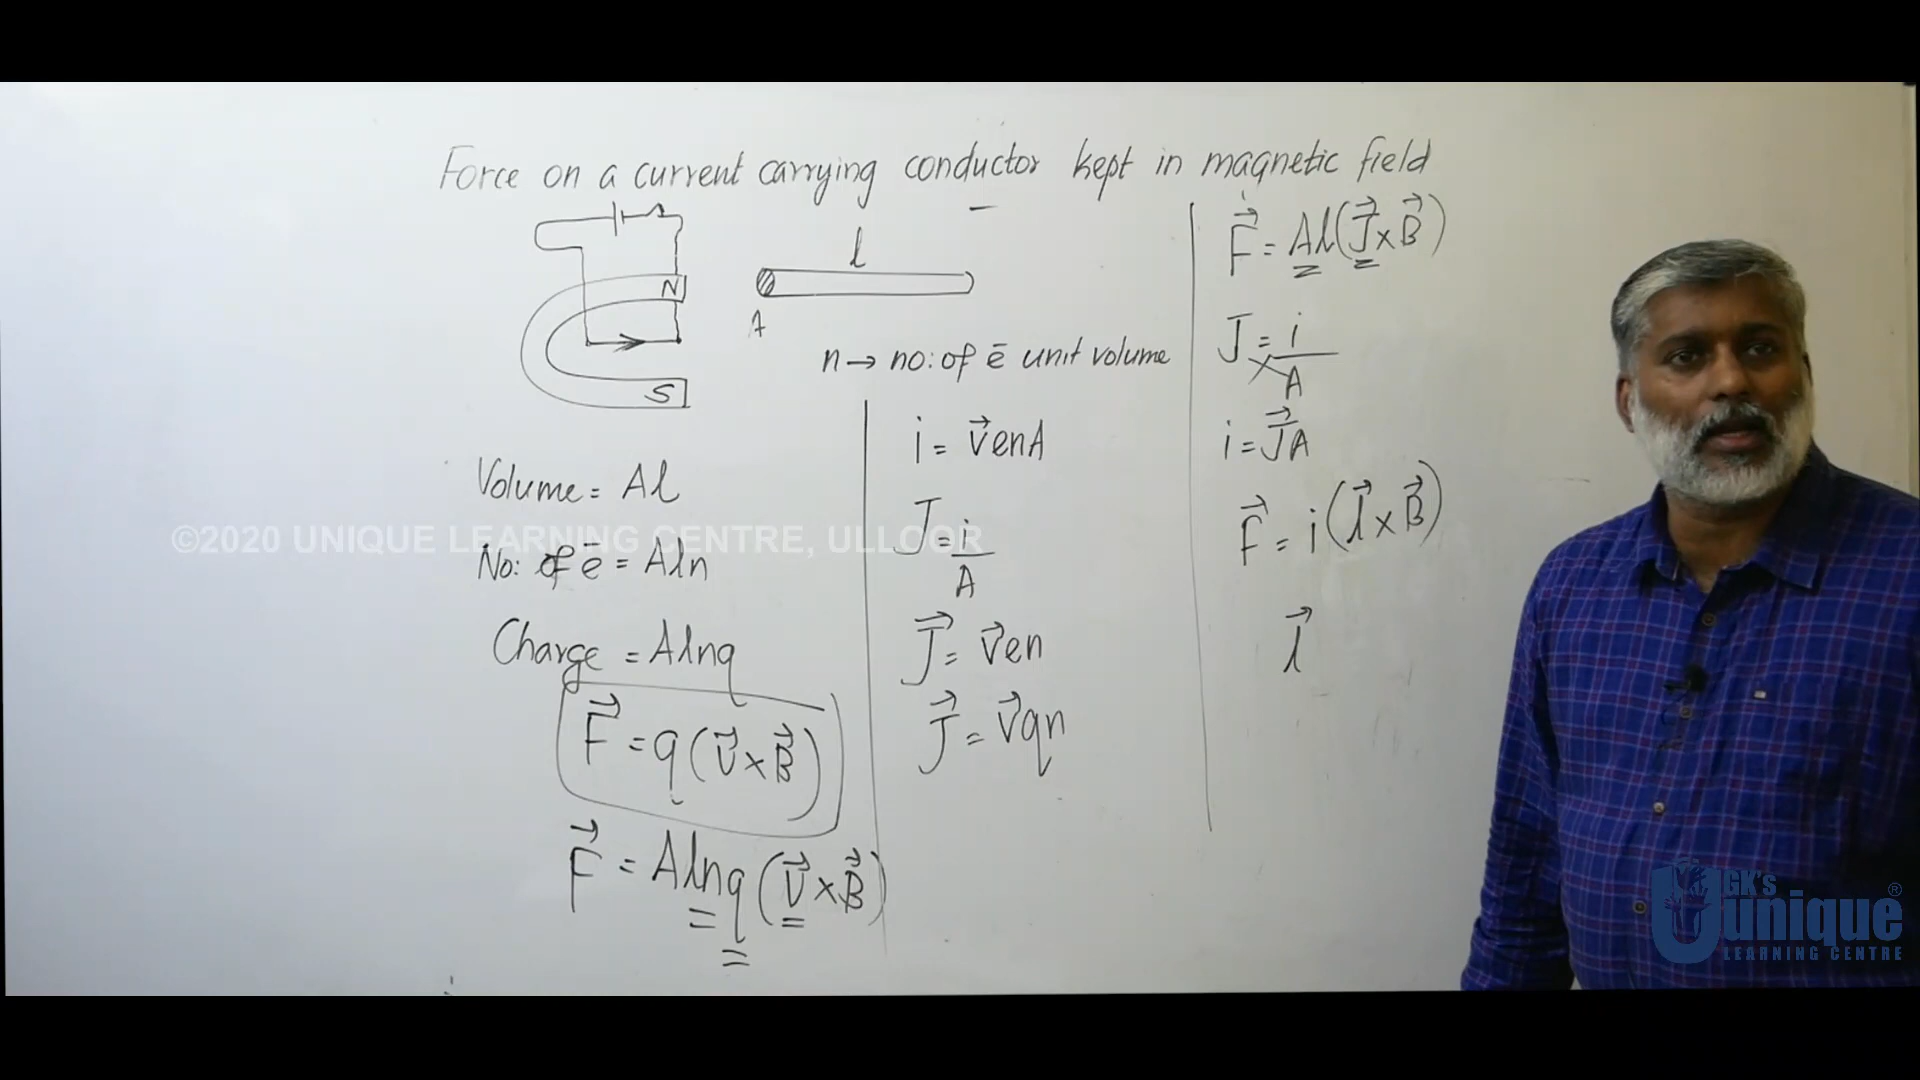 Force on a current carrying conductor kept in magnetic field
N
S
l
A
n → no: of ē unit volume
Volume = Al
No: of ē = Aln
Charge = Alnq
F⃗ = q (v⃗ × B⃗)
F⃗ = Alnq (v⃗ × B⃗)
i = v⃗enA
J = i/A
J⃗ = v⃗en
J⃗ = v⃗qn
F⃗ = Al(J⃗ × B⃗)
J = i/A
i = J⃗A
F⃗ = i (l⃗ × B⃗)
l⃗
©2020 UNIQUE LEARNING CENTRE, ULLOOR
GK's
Uunique®
LEARNING CENTRE